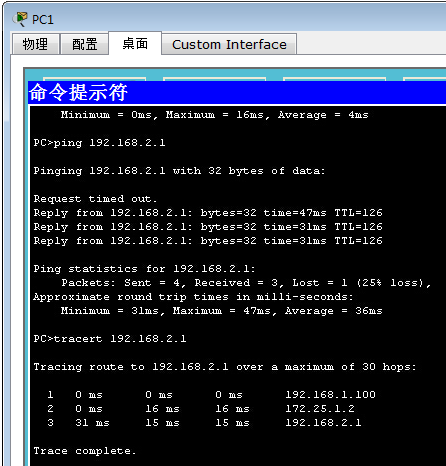 PC1
物理
配置
桌面
Custom Interface
命令提示符
Minimum = 0ms, Maximum = 16ms, Average = 4ms
PC>ping 192.168.2.1
Pinging 192.168.2.1 with 32 bytes of data:
Request timed out.
Reply from 192.168.2.1: bytes=32 time=47ms TTL=126
Reply from 192.168.2.1: bytes=32 time=31ms TTL=126
Reply from 192.168.2.1: bytes=32 time=31ms TTL=126
Ping statistics for 192.168.2.1:
Packets: Sent = 4, Received = 3, Lost = 1 (25% loss),
Approximate round trip times in milli-seconds:
Minimum = 31ms, Maximum = 47ms, Average = 36ms
PC>tracert 192.168.2.1
Tracing route to 192.168.2.1 over a maximum of 30 hops:
1 0 ms 0 ms 0 ms 192.168.1.100
2 0 ms 16 ms 16 ms 172.25.1.2
3 31 ms 15 ms 15 ms 192.168.2.1
Trace complete.